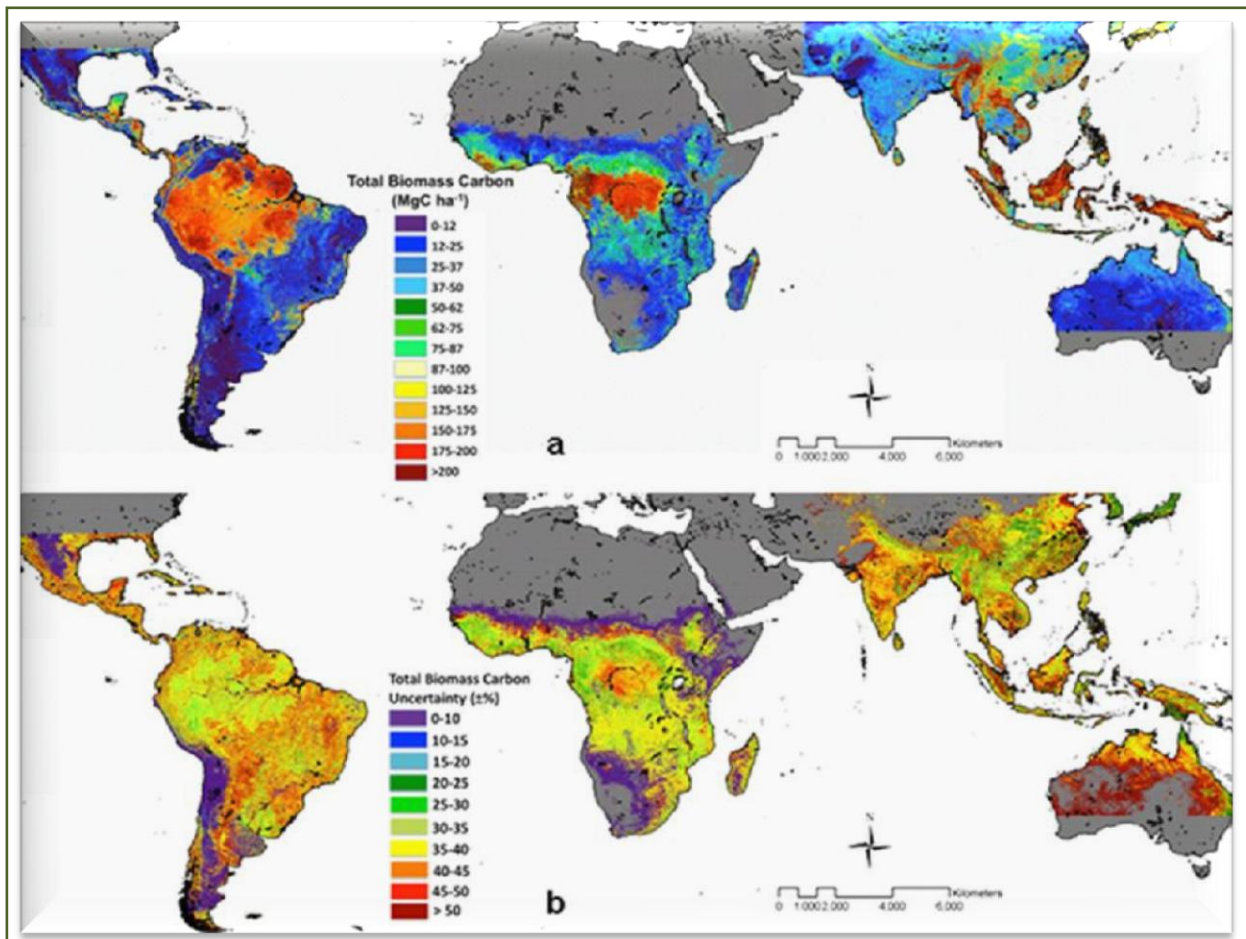 Total Biomass Carbon
(MgC ha⁻¹)
0-12
12-25
25-37
37-50
50-62
62-75
75-87
87-100
100-125
125-150
150-175
175-200
>200
a
N
Kilometers
0 1,000 2,000 4,000 6,000
Total Biomass Carbon
Uncertainty (±%)
0-10
10-15
15-20
20-25
25-30
30-35
35-40
40-45
45-50
> 50
b
N
Kilometers
0 1,000 2,000 4,000 6,000